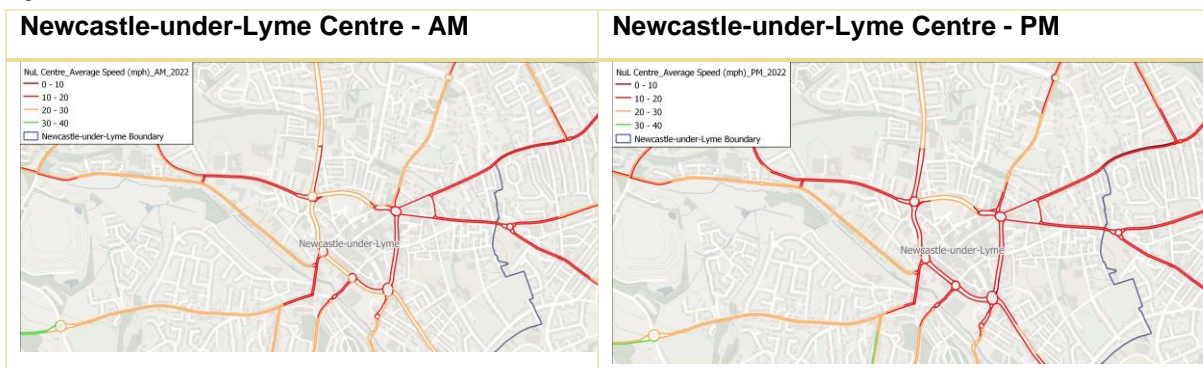 Newcastle-under-Lyme Centre - AM
Newcastle-under-Lyme Centre - PM
NuL Centre_Average Speed (mph)_AM_2022
0 - 10
10 - 20
20 - 30
30 - 40
Newcastle-under-Lyme Boundary
Newcastle-under-Lyme
NuL Centre_Average Speed (mph)_PM_2022
0 - 10
10 - 20
20 - 30
30 - 40
Newcastle-under-Lyme Boundary
Newcastle-under-Lyme